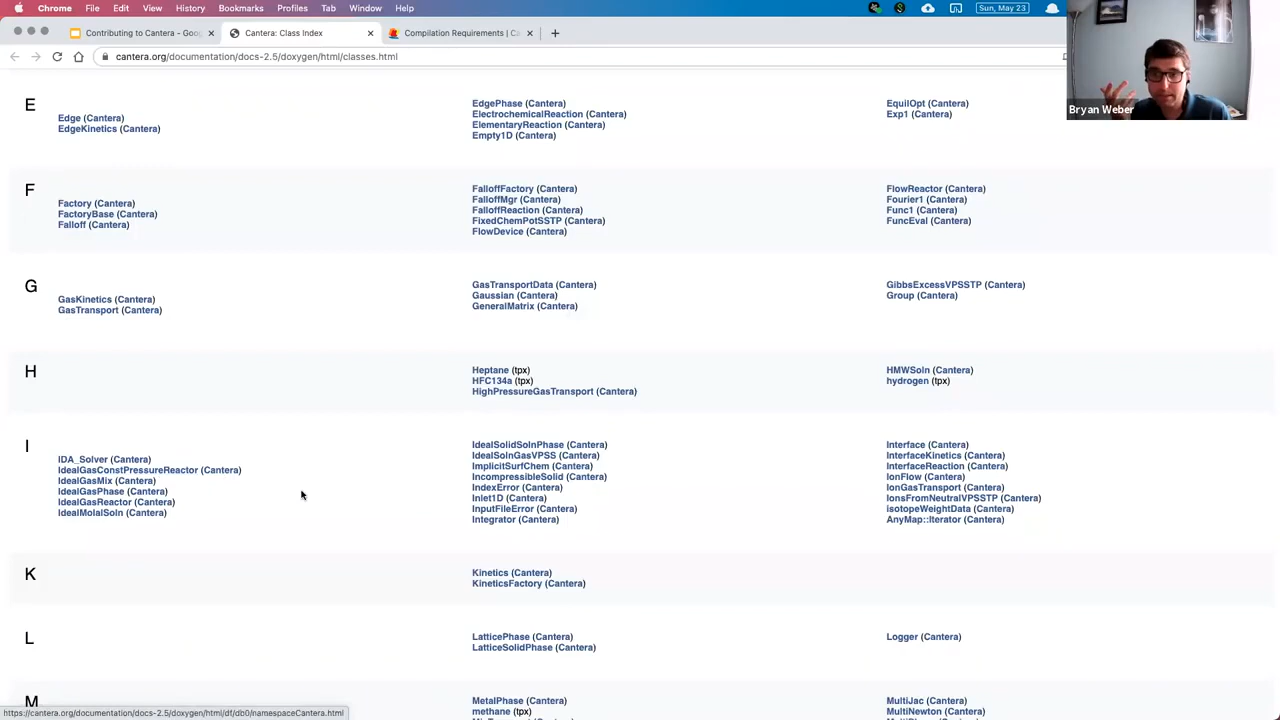 Chrome File Edit View History Bookmarks Profiles Tab Window Help
Sun, May 23
Contributing to Cantera - Goo
Cantera: Class Index
Compilation Requirements | Ca
cantera.org/documentation/docs-2.5/doxygen/html/classes.html
Bryan Weber
E
Edge (Cantera)
EdgeKinetics (Cantera)
EdgePhase (Cantera)
ElectrochemicalReaction (Cantera)
ElementaryReaction (Cantera)
Empty1D (Cantera)
EquilOpt (Cantera)
Exp1 (Cantera)
F
Factory (Cantera)
FactoryBase (Cantera)
Falloff (Cantera)
FalloffFactory (Cantera)
FalloffMgr (Cantera)
FalloffReaction (Cantera)
FixedChemPotSSTP (Cantera)
FlowDevice (Cantera)
FlowReactor (Cantera)
Fourier1 (Cantera)
Func1 (Cantera)
FuncEval (Cantera)
G
GasKinetics (Cantera)
GasTransport (Cantera)
GasTransportData (Cantera)
Gaussian (Cantera)
GeneralMatrix (Cantera)
GibbsExcessVPSSTP (Cantera)
Group (Cantera)
H
Heptane (tpx)
HFC134a (tpx)
HighPressureGasTransport (Cantera)
HMWSoln (Cantera)
hydrogen (tpx)
I
IDA_Solver (Cantera)
IdealGasConstPressureReactor (Cantera)
IdealGasMix (Cantera)
IdealGasPhase (Cantera)
IdealGasReactor (Cantera)
IdealMolalSoln (Cantera)
IdealSolidSolnPhase (Cantera)
IdealSolnGasVPSS (Cantera)
ImplicitSurfChem (Cantera)
IncompressibleSolid (Cantera)
IndexError (Cantera)
Inlet1D (Cantera)
InputFileError (Cantera)
Integrator (Cantera)
Interface (Cantera)
InterfaceKinetics (Cantera)
InterfaceReaction (Cantera)
IonFlow (Cantera)
IonGasTransport (Cantera)
IonsFromNeutralVPSSTP (Cantera)
isotopeWeightData (Cantera)
AnyMap::Iterator (Cantera)
K
Kinetics (Cantera)
KineticsFactory (Cantera)
L
LatticePhase (Cantera)
LatticeSolidPhase (Cantera)
Logger (Cantera)
M
MetalPhase (Cantera)
methane (tpx)
MultiJac (Cantera)
MultiNewton (Cantera)
https://cantera.org/documentation/docs-2.5/doxygen/html/df/db0/namespaceCantera.html